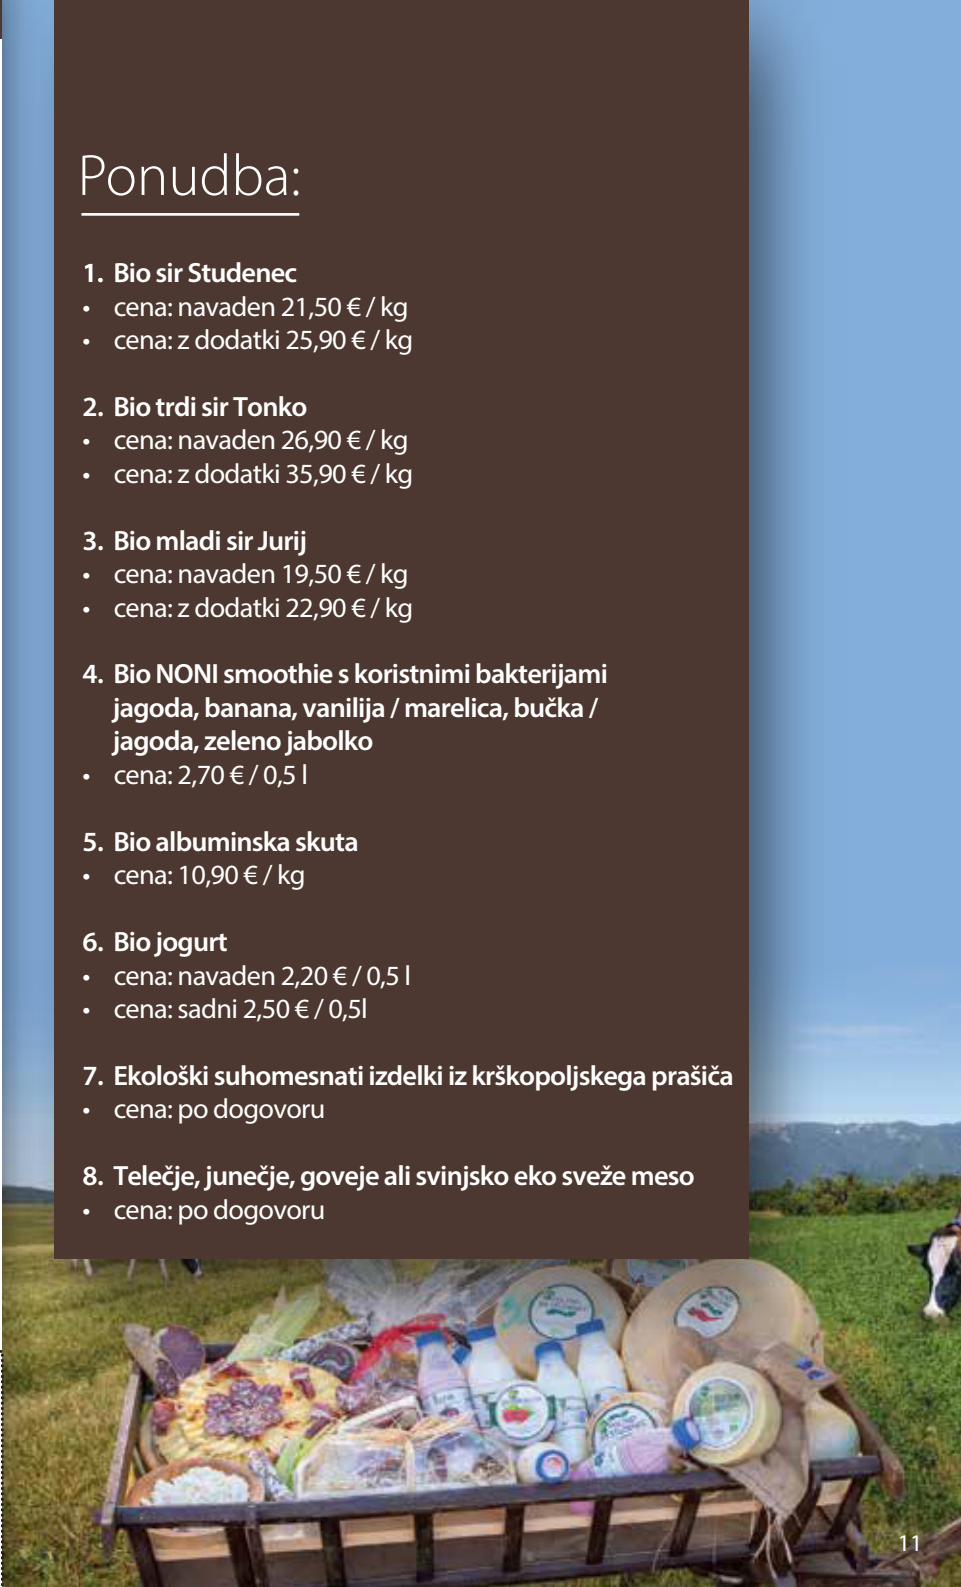 Ponudba:
1. Bio sir Studenec
• cena: navaden 21,50 € / kg
• cena: z dodatki 25,90 € / kg
2. Bio trdi sir Tonko
• cena: navaden 26,90 € / kg
• cena: z dodatki 35,90 € / kg
3. Bio mladi sir Jurij
• cena: navaden 19,50 € / kg
• cena: z dodatki 22,90 € / kg
4. Bio NONI smoothie s koristnimi bakterijami
jagoda, banana, vanilija / marelica, bučka /
jagoda, zeleno jabolko
• cena: 2,70 € / 0,5 l
5. Bio albuminska skuta
• cena: 10,90 € / kg
6. Bio jogurt
• cena: navaden 2,20 € / 0,5 l
• cena: sadni 2,50 € / 0,5l
7. Ekološki suhomesnati izdelki iz krškopoljskega prašiča
• cena: po dogovoru
8. Telečje, junečje, goveje ali svinjsko eko sveže meso
• cena: po dogovoru
11